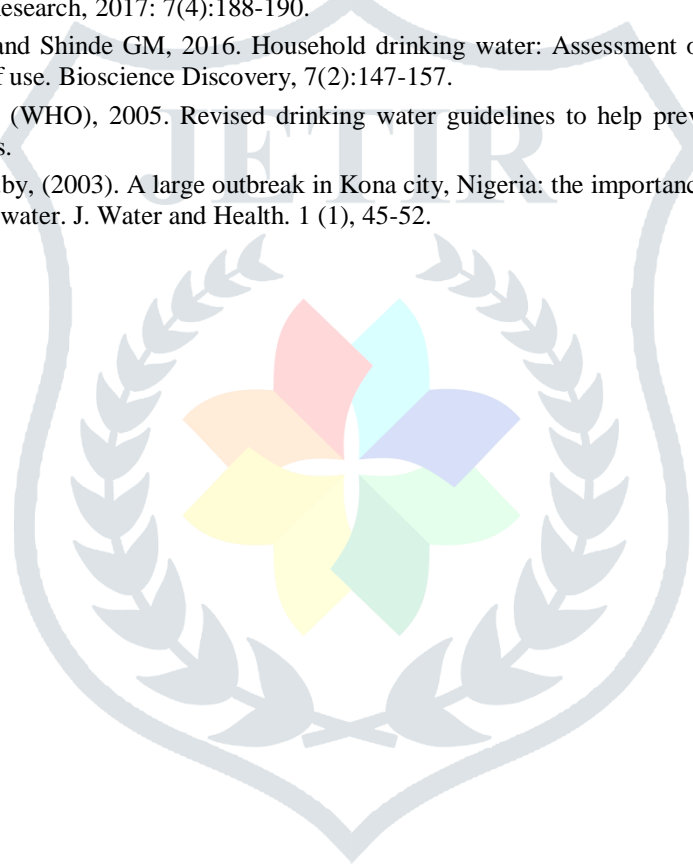 esearch, 2017: 7(4):188-190.
and Shinde GM, 2016. Household drinking water: Assessment o
f use. Bioscience Discovery, 7(2):147-157.
(WHO), 2005. Revised drinking water guidelines to help prev
s.
by, (2003). A large outbreak in Kona city, Nigeria: the importanc
water. J. Water and Health. 1 (1), 45-52.
JETIR